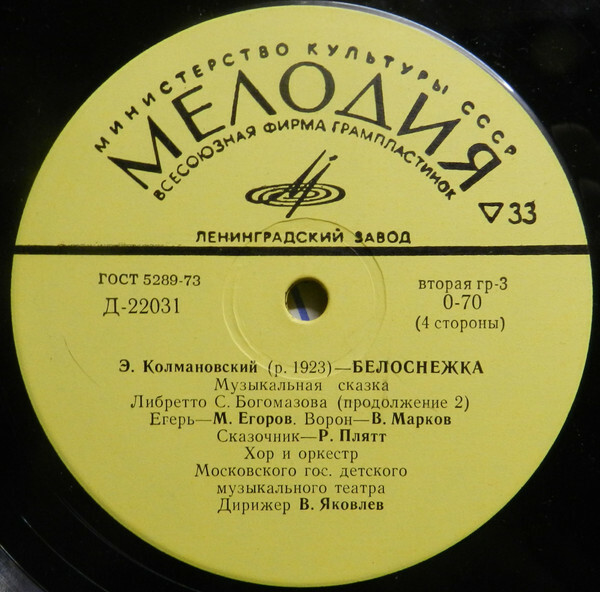 МИНИСТЕРСТВО КУЛЬТУРЫ СССР
МЕЛОДИЯ
ВСЕСОЮЗНАЯ ФИРМА ГРАМПЛАСТИНОК
33
ЛЕНИНГРАДСКИЙ ЗАВОД
ГОСТ 5289-73
Д-22031
вторая гр-3
0-70
(4 стороны)
Э. Колмановский (р. 1923)—БЕЛОСНЕЖКА
Музыкальная сказка
Либретто С. Богомазова (продолжение 2)
Егерь—М. Егоров. Ворон—В. Марков
Сказочник—Р. Плятт
Хор и оркестр
Московского гос. детского
музыкального театра
Дирижер В. Яковлев